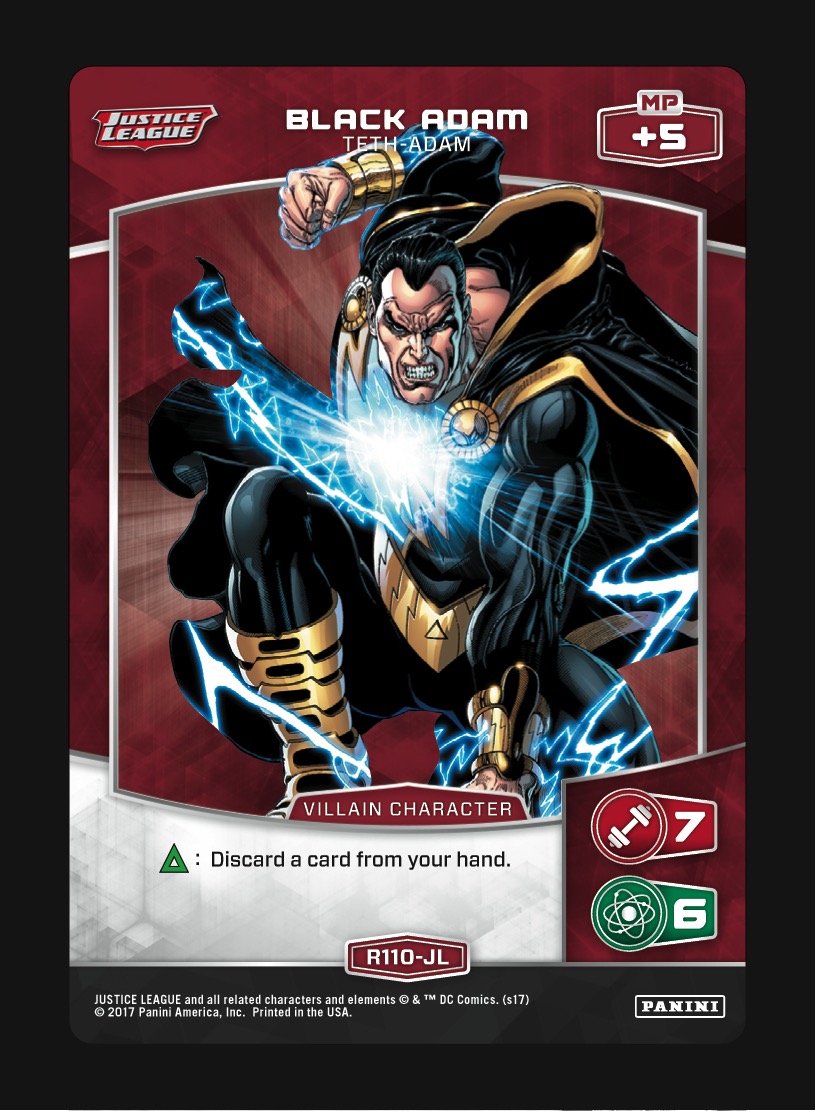 JUSTICE
LEAGUE
BLACK ADAM
TETH-ADAM
MP
+5
VILLAIN CHARACTER
: Discard a card from your hand.
7
6
R110-JL
JUSTICE LEAGUE and all related characters and elements © & ™ DC Comics. (s17)
© 2017 Panini America, Inc. Printed in the USA.
PANINI